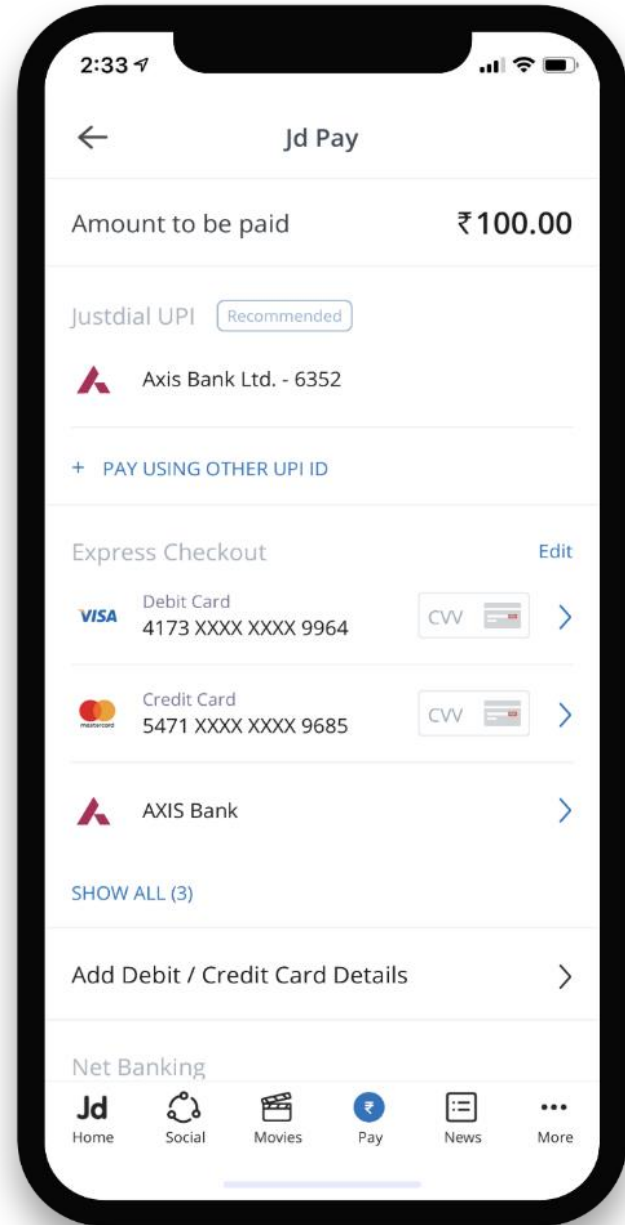 2:33
Jd Pay
Amount to be paid ₹100.00
Justdial UPI Recommended
Axis Bank Ltd. - 6352
+ PAY USING OTHER UPI ID
Express Checkout Edit
VISA Debit Card
4173 XXXX XXXX 9964 CVV
mastercard Credit Card
5471 XXXX XXXX 9685 CVV
AXIS Bank
SHOW ALL (3)
Add Debit / Credit Card Details
Net Banking
Jd ₹
Home Social Movies Pay News More